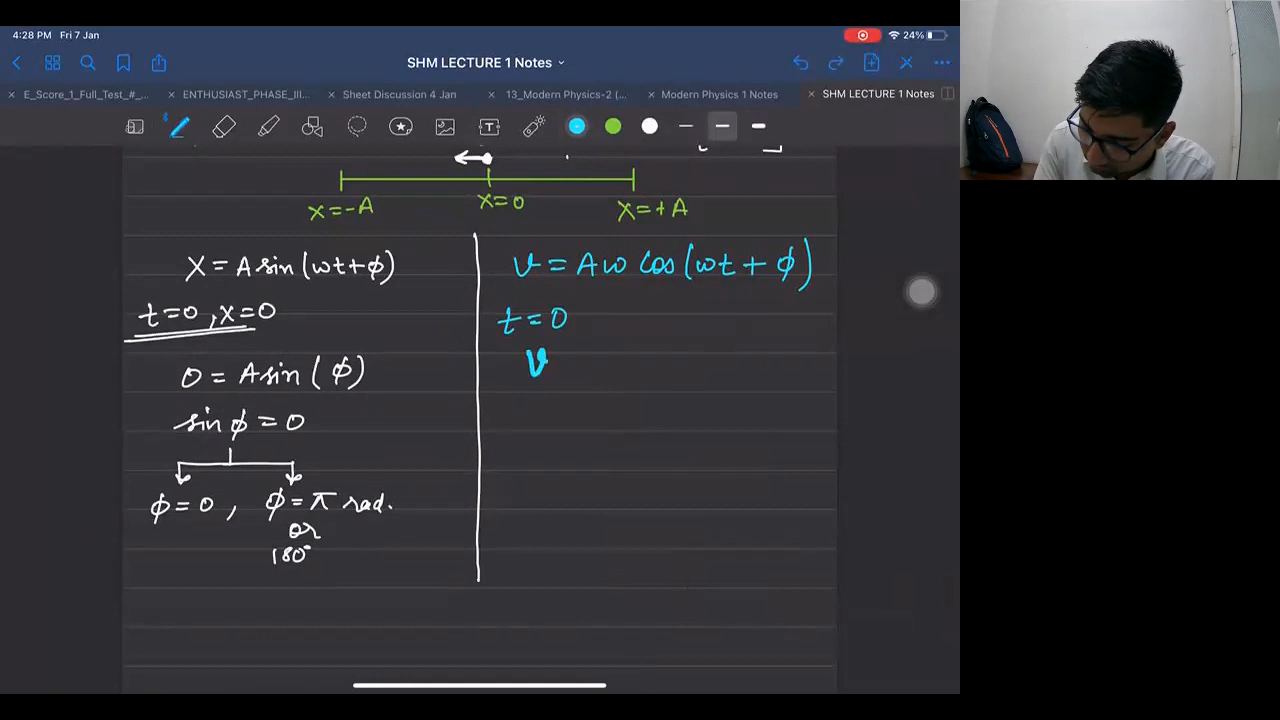 4:28 PM Fri 7 Jan
24%
SHM LECTURE 1 Notes
E_Score_1_Full_Test_#_...
ENTHUSIAST_PHASE_III...
Sheet Discussion 4 Jan
13_Modern Physics-2 (...
Modern Physics 1 Notes
SHM LECTURE 1 Notes
x=-A
x=0
x=+A
x = A sin(ωt+ϕ)
t=0, x=0
0 = A sin(ϕ)
sin ϕ = 0
ϕ = 0, ϕ = π rad.
or
180°
v = Aω cos(ωt + ϕ)
t = 0
v